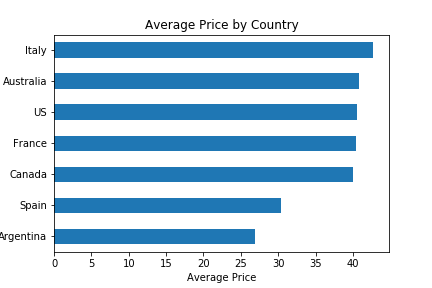 Average Price by Country
Italy
Australia
US
France
Canada
Spain
Argentina
0 5 10 15 20 25 30 35 40
Average Price